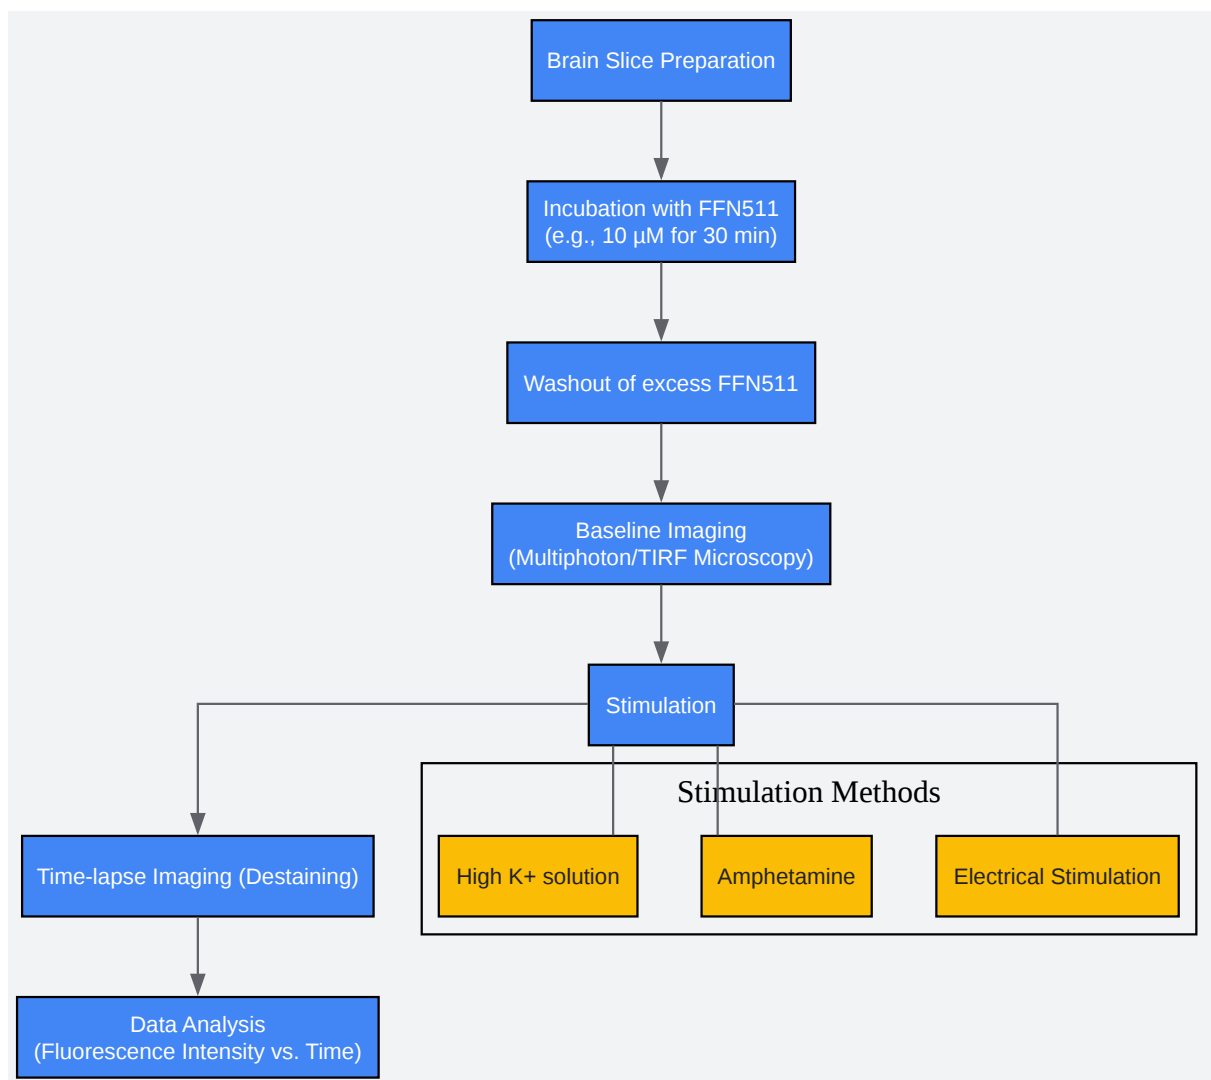 Brain Slice Preparation
Incubation with FFN511
(e.g., 10 µM for 30 min)
Washout of excess FFN511
Baseline Imaging
(Multiphoton/TIRF Microscopy)
Stimulation
Stimulation Methods
Time-lapse Imaging (Destaining)
High K+ solution
Amphetamine
Electrical Stimulation
Data Analysis
(Fluorescence Intensity vs. Time)